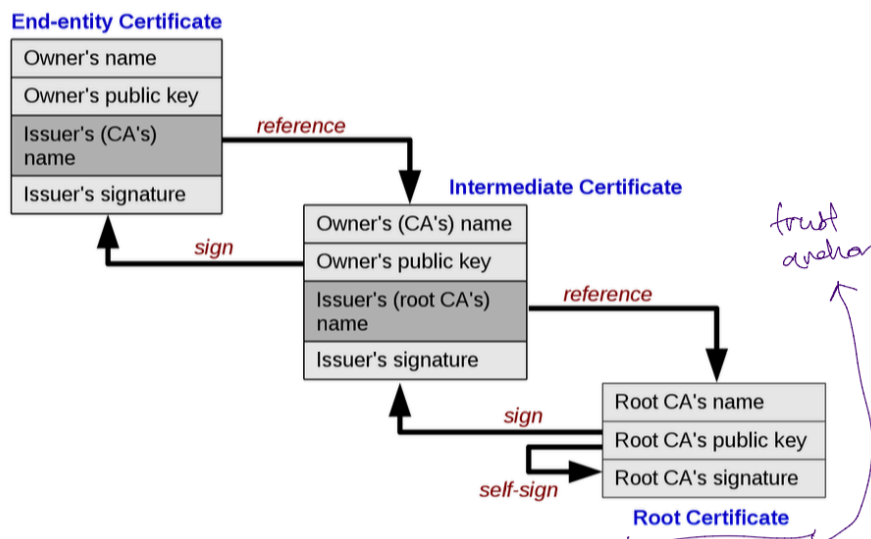 End-entity Certificate
Owner's name
Owner's public key
Issuer's (CA's)
name
Issuer's signature
reference
sign
Intermediate Certificate
Owner's (CA's) name
Owner's public key
Issuer's (root CA's)
name
Issuer's signature
reference
sign
self-sign
Root CA's name
Root CA's public key
Root CA's signature
Root Certificate
trust
anchor